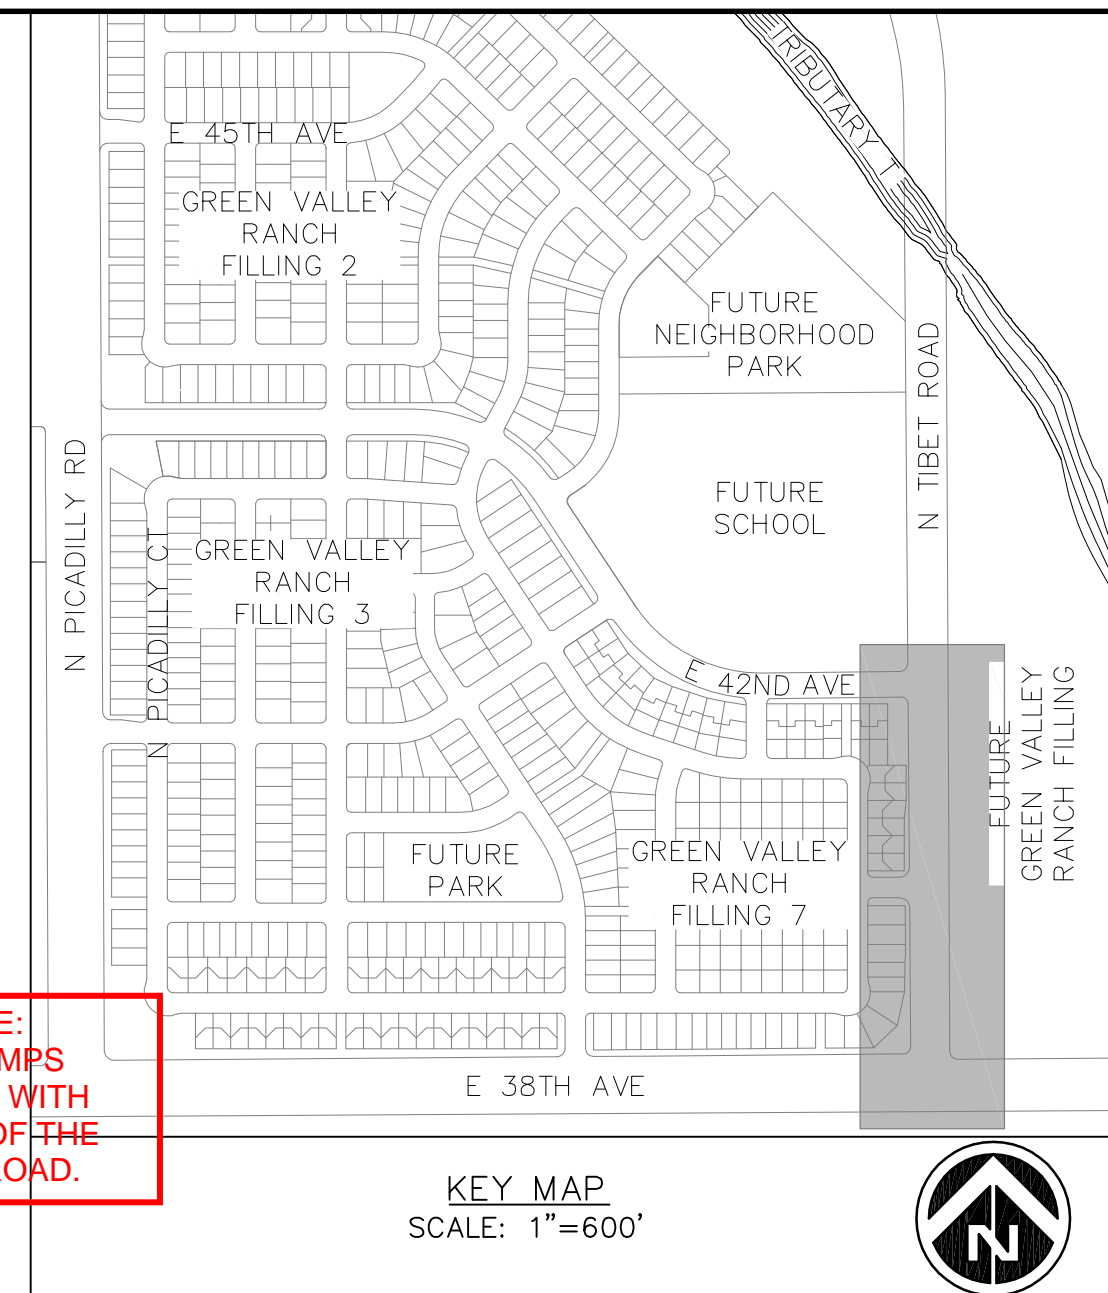 TRIBUTARY T
E 45TH AVE
GREEN VALLEY
RANCH
FILLING 2
FUTURE
NEIGHBORHOOD
PARK
N TIBET ROAD
N PICADILLY RD
FUTURE
SCHOOL
N PICADILLY CT
GREEN VALLEY
RANCH
FILLING 3
E 42ND AVE
FUTURE
GREEN VALLEY
RANCH FILLING
FUTURE
PARK
GREEN VALLEY
RANCH
FILLING 7
E:
MPS
WITH
OF THE
OAD.
E 38TH AVE
KEY MAP
SCALE: 1"=600'
N